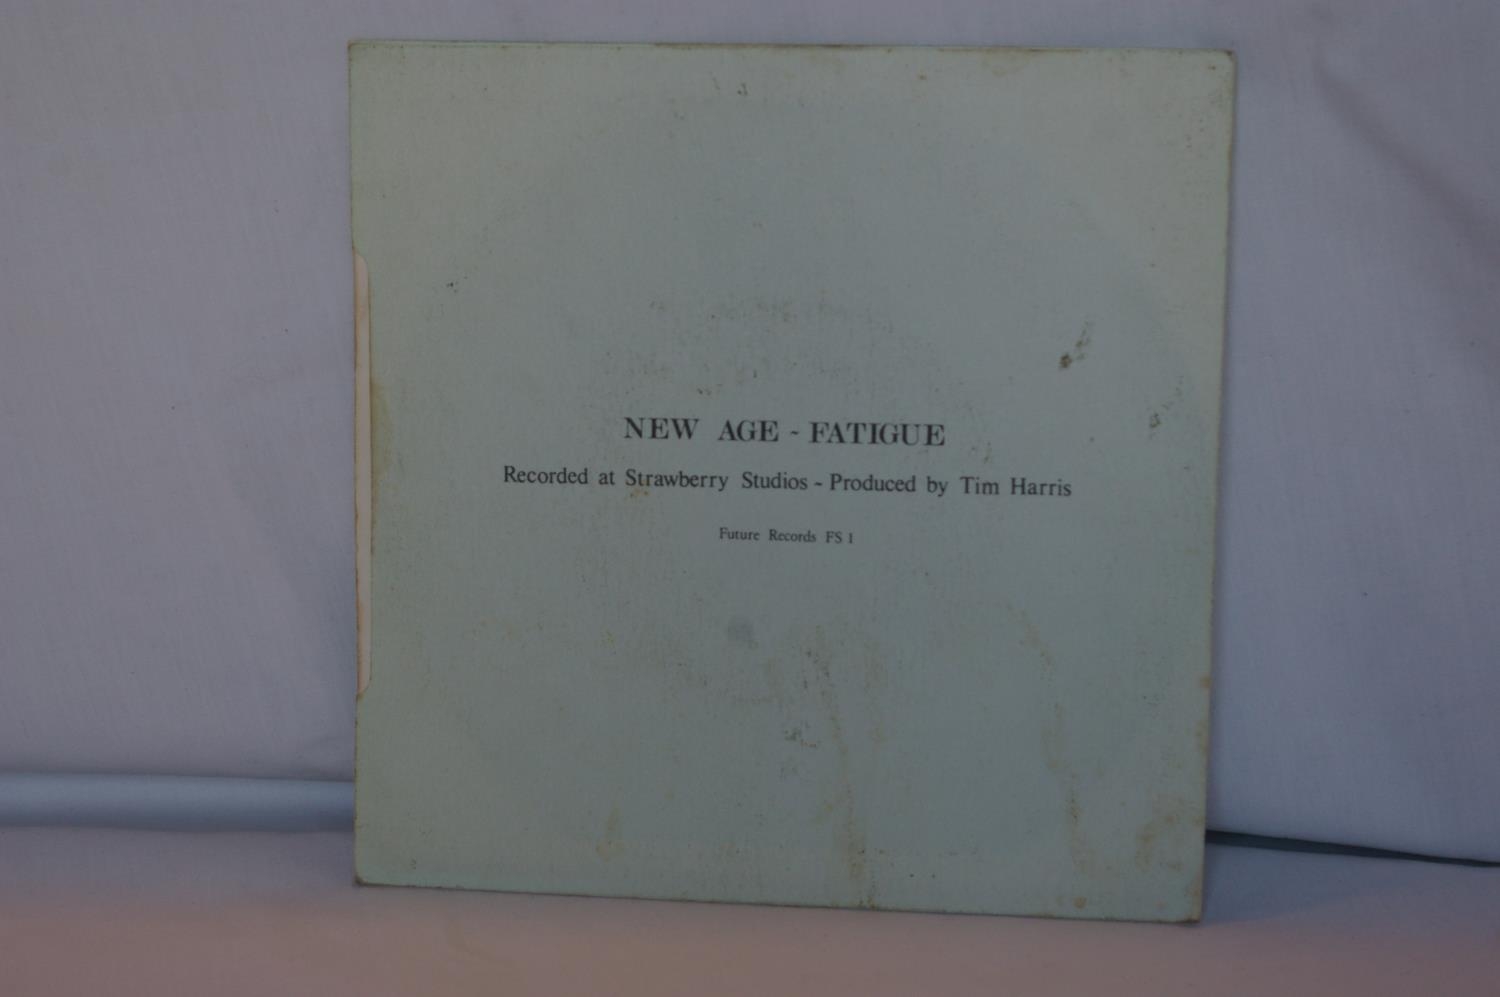 NEW AGE ~ FATIGUE
Recorded at Strawberry Studios ~ Produced by Tim Harris
Future Records FS 1